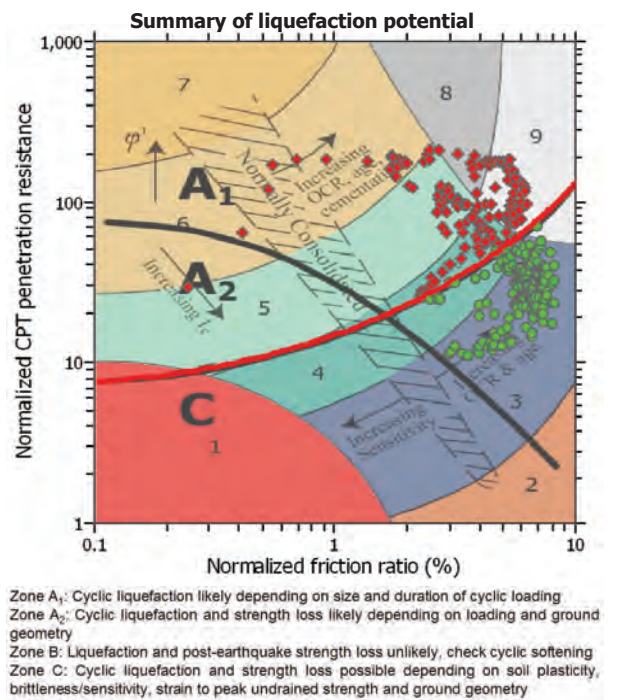 Summary of liquefaction potential
Normalized CPT penetration resistance
1,000
100
10
1
7
8
9
φ'
A1
6
Normally Consolidated
Increasing
OCR, age,
cementation
Increasing Ic
A2
5
4
C
1
Increasing
Sensitivity
Increasing
OCR & age
3
2
0.1
1
10
Normalized friction ratio (%)
Zone A1: Cyclic liquefaction likely depending on size and duration of cyclic loading
Zone A2: Cyclic liquefaction and strength loss likely depending on loading and ground
geometry
Zone B: Liquefaction and post-earthquake strength loss unlikely, check cyclic softening
Zone C: Cyclic liquefaction and strength loss possible depending on soil plasticity,
brittleness/sensitivity, strain to peak undrained strength and ground geometry